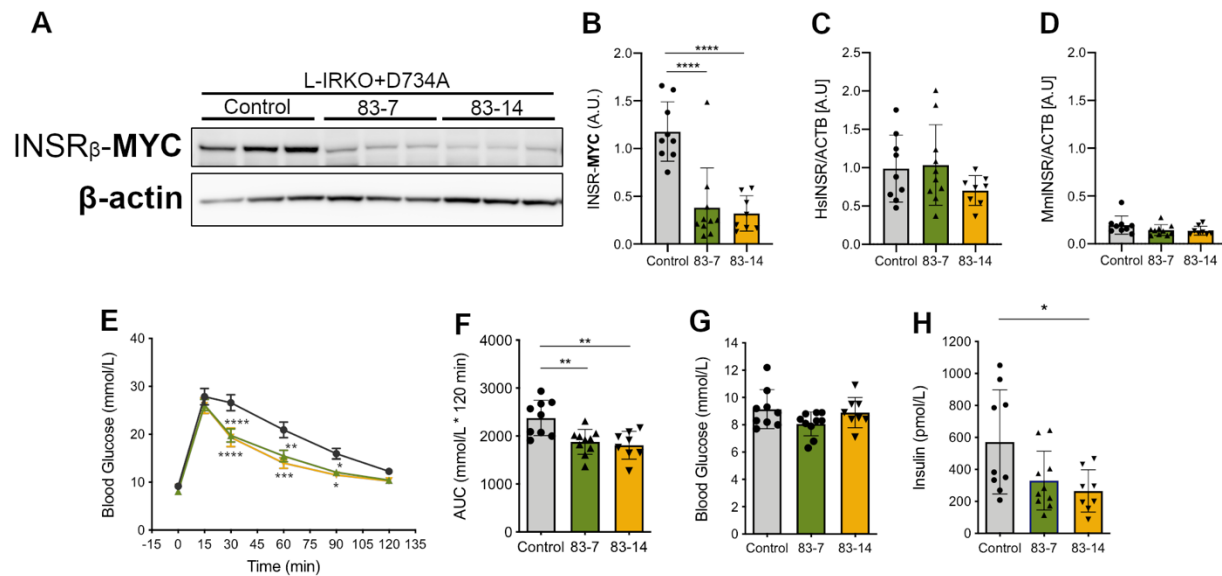 A
L-IRKO+D734A
Control 83-7 83-14
INSRβ-MYC
β-actin
B
INSR-MYC (A.U.)
2.0
1.5
1.0
0.5
0.0
****
****
Control 83-7 83-14
C
HsINSR/ACTB [A.U]
2.5
2.0
1.5
1.0
0.5
0.0
Control 83-7 83-14
D
MmINSR/ACTB [A.U]
2.0
1.5
1.0
0.5
0.0
Control 83-7 83-14
E
Blood Glucose (mmol/L)
40
30
20
10
0
****
****
**
***
*
*
-15 0 15 30 45 60 75 90 105 120 135
Time (min)
F
AUC (mmol/L * 120 min)
4000
3000
2000
1000
0
**
**
Control 83-7 83-14
G
Blood Glucose (mmol/L)
14
12
10
8
6
4
2
0
Control 83-7 83-14
H
Insulin (pmol/L)
1200
1000
800
600
400
200
0
*
Control 83-7 83-14